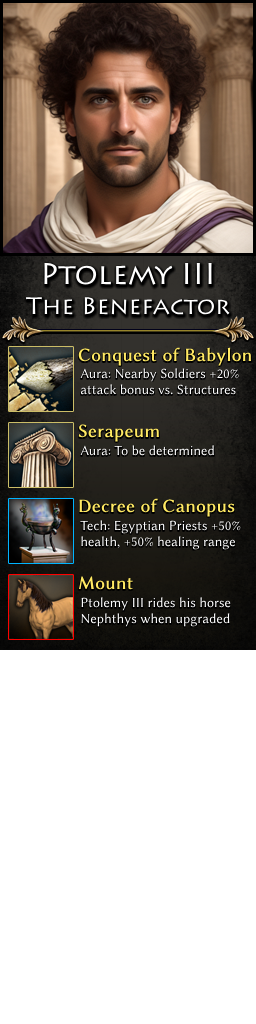 Ptolemy III
The Benefactor
Conquest of Babylon
Aura: Nearby Soldiers +20%
attack bonus vs. Structures
Serapeum
Aura: To be determined
Decree of Canopus
Tech: Egyptian Priests +50%
health, +50% healing range
Mount
Ptolemy III rides his horse
Nephthys when upgraded